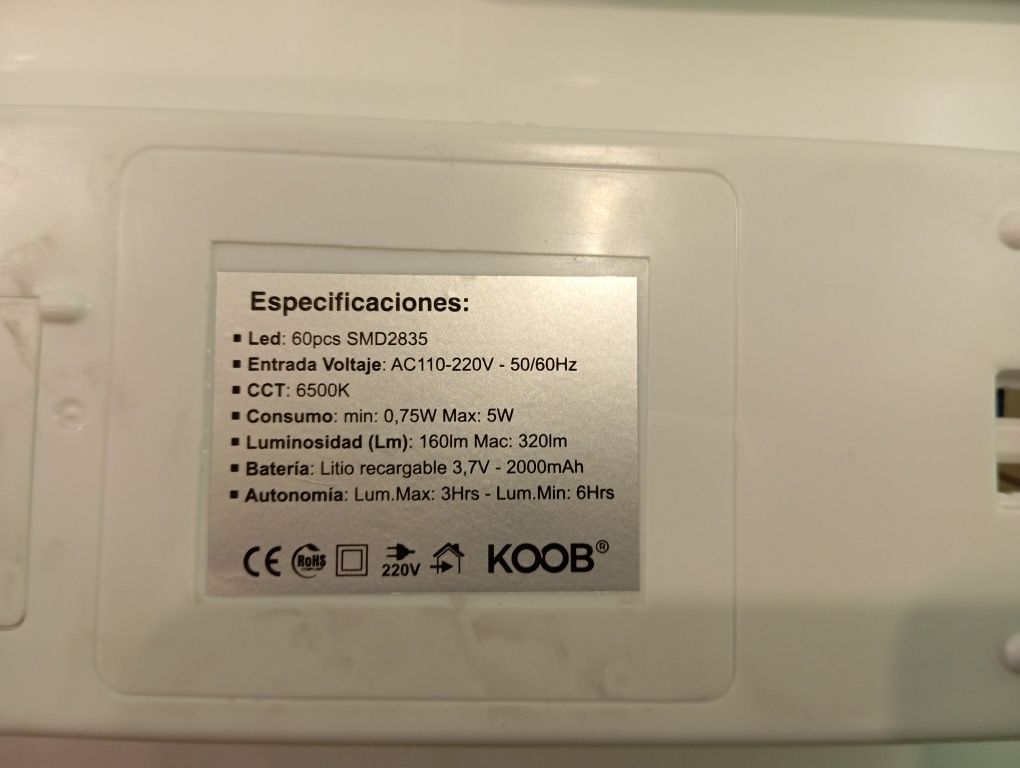 Especificaciones:
▪ Led: 60pcs SMD2835
▪ Entrada Voltaje: AC110-220V - 50/60Hz
▪ CCT: 6500K
▪ Consumo: min: 0,75W Max: 5W
▪ Luminosidad (Lm): 160lm Mac: 320lm
▪ Batería: Litio recargable 3,7V - 2000mAh
▪ Autonomía: Lum.Max: 3Hrs - Lum.Min: 6Hrs
CE RoHS 220V KOOB®